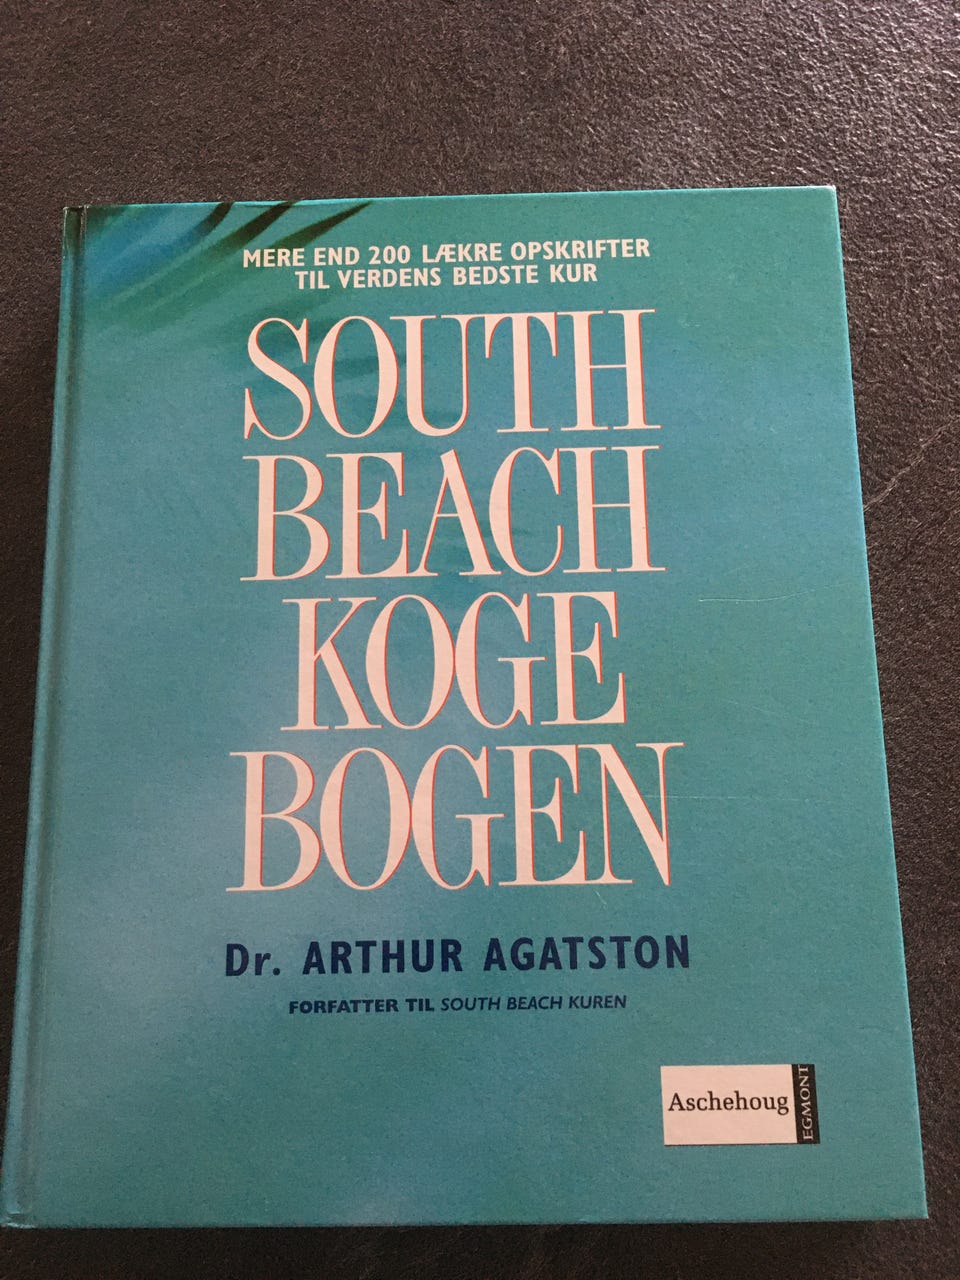 MERE END 200 LÆKRE OPSKRIFTER
TIL VERDENS BEDSTE KUR
SOUTH
BEACH
KOGE
BOGEN
Dr. ARTHUR AGATSTON
FORFATTER TIL SOUTH BEACH KUREN
Aschehoug
EGMONT